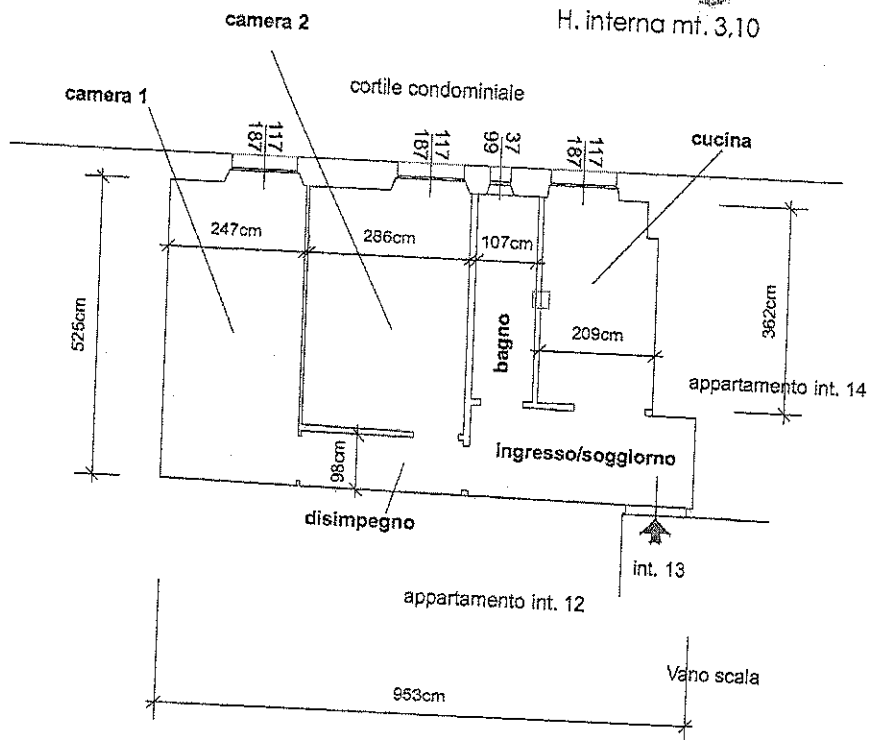 camera 2
H. interna mt. 3,10
camera 1
cortile condominiale
117
187
117
187
37
99
117
187
cucina
247cm
286cm
107cm
525cm
362cm
bagno
209cm
appartamento int. 14
Ingresso/soggiorno
98cm
disimpegno
int. 13
appartamento int. 12
Vano scala
953cm